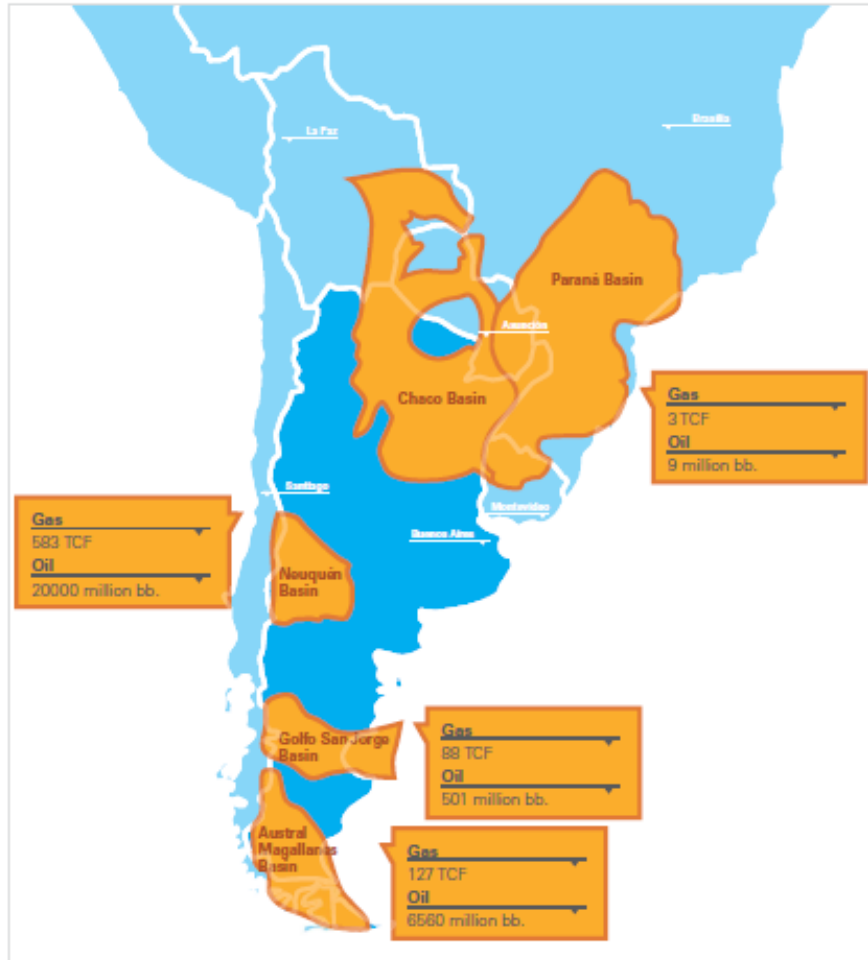 La Paz
Brasilia
Paraná Basin
Asunción
Chaco Basin
Gas
3 TCF
Oil
9 million bb.
Santiago
Montevideo
Buenos Aires
Gas
583 TCF
Oil
20000 million bb.
Neuquén
Basin
Golfo San Jorge
Basin
Gas
88 TCF
Oil
501 million bb.
Austral
Magallanes
Basin
Gas
127 TCF
Oil
6560 million bb.